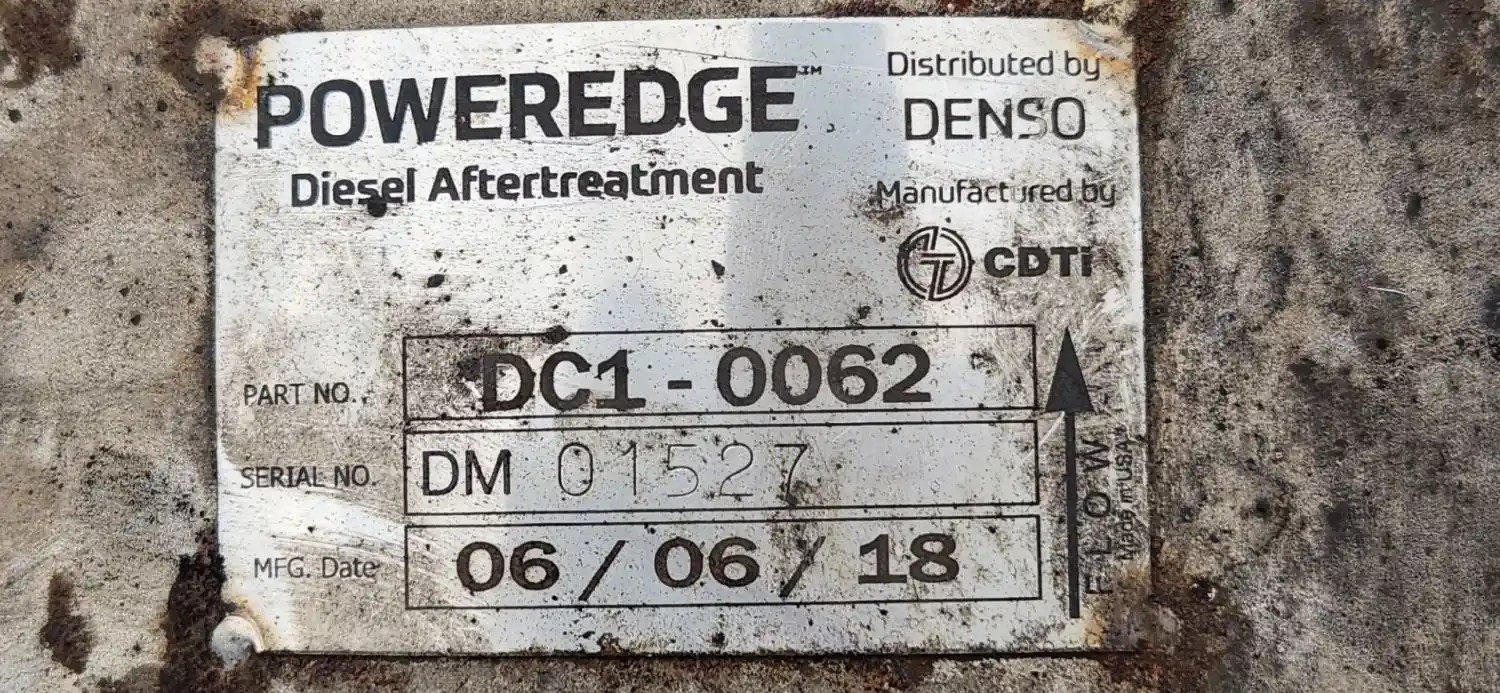 POWEREDGE™
Diesel Aftertreatment
Distributed by
DENSO
Manufactured by
CDTi
PART NO.
DC1 - 0062
SERIAL NO.
DM 01527
MFG. Date
06 / 06 / 18
FLOW
Made in USA